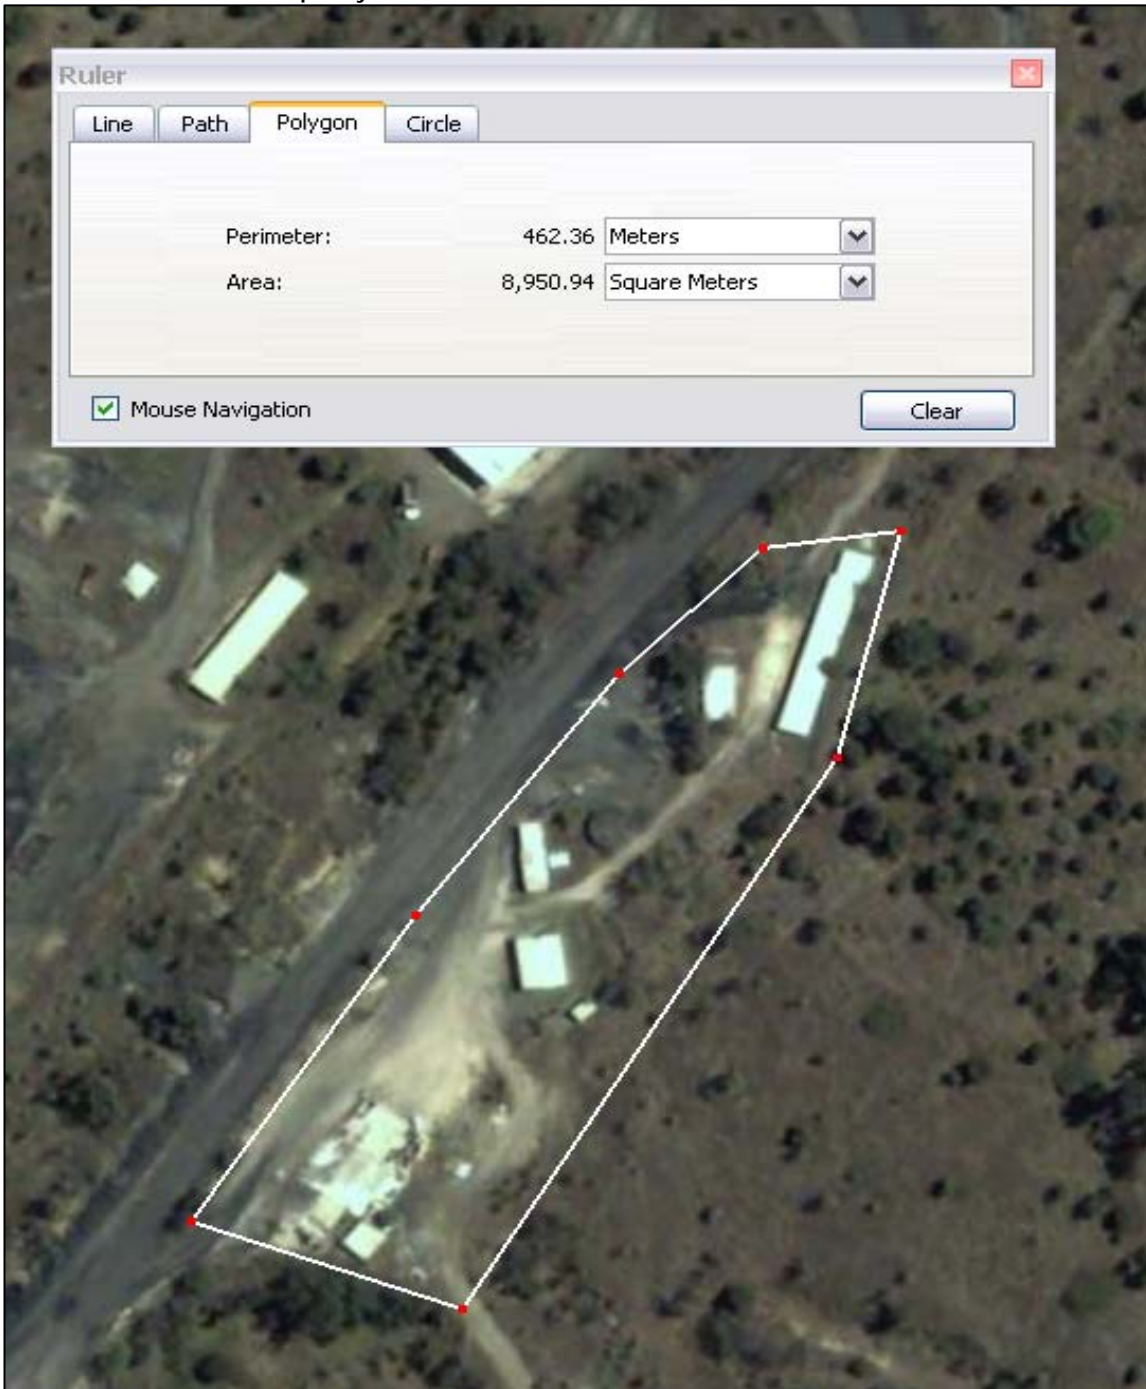 Ruler
Line Path Polygon Circle
Perimeter: 462.36 Meters
Area: 8,950.94 Square Meters
Mouse Navigation Clear